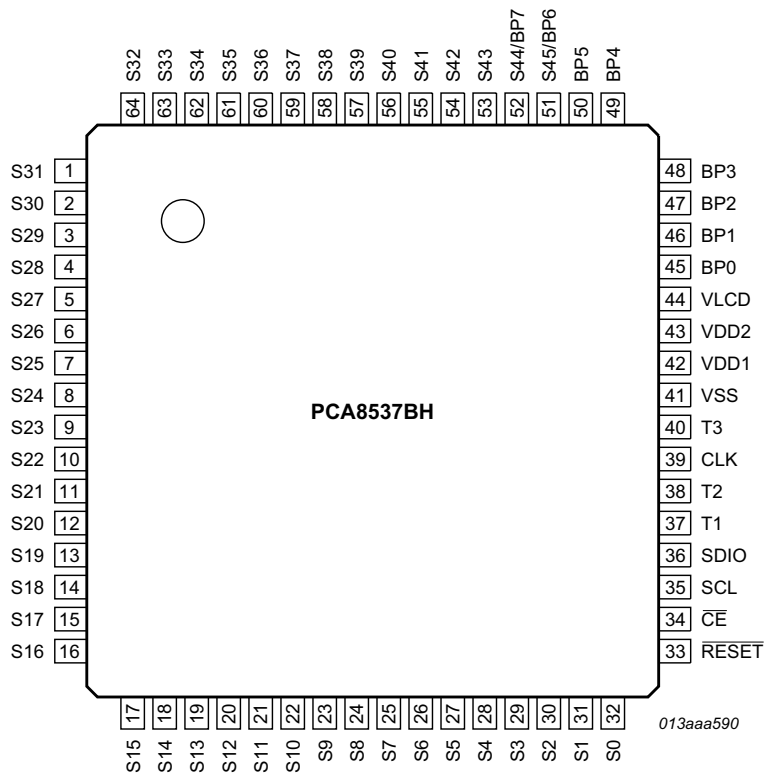 S32 S33 S34 S35 S36 S37 S38 S39 S40 S41 S42 S43 S44/BP7 S45/BP6 BP5 BP4
64 63 62 61 60 59 58 57 56 55 54 53 52 51 50 49
S31 1 48 BP3
S30 2 47 BP2
S29 3 46 BP1
S28 4 45 BP0
S27 5 44 VLCD
S26 6 43 VDD2
S25 7 42 VDD1
S24 8 41 VSS
PCA8537BH
S23 9 40 T3
S22 10 39 CLK
S21 11 38 T2
S20 12 37 T1
S19 13 36 SDIO
S18 14 35 SCL
S17 15 34 CE
S16 16 33 RESET
17 18 19 20 21 22 23 24 25 26 27 28 29 30 31 32
S15 S14 S13 S12 S11 S10 S9 S8 S7 S6 S5 S4 S3 S2 S1 S0
013aaa590